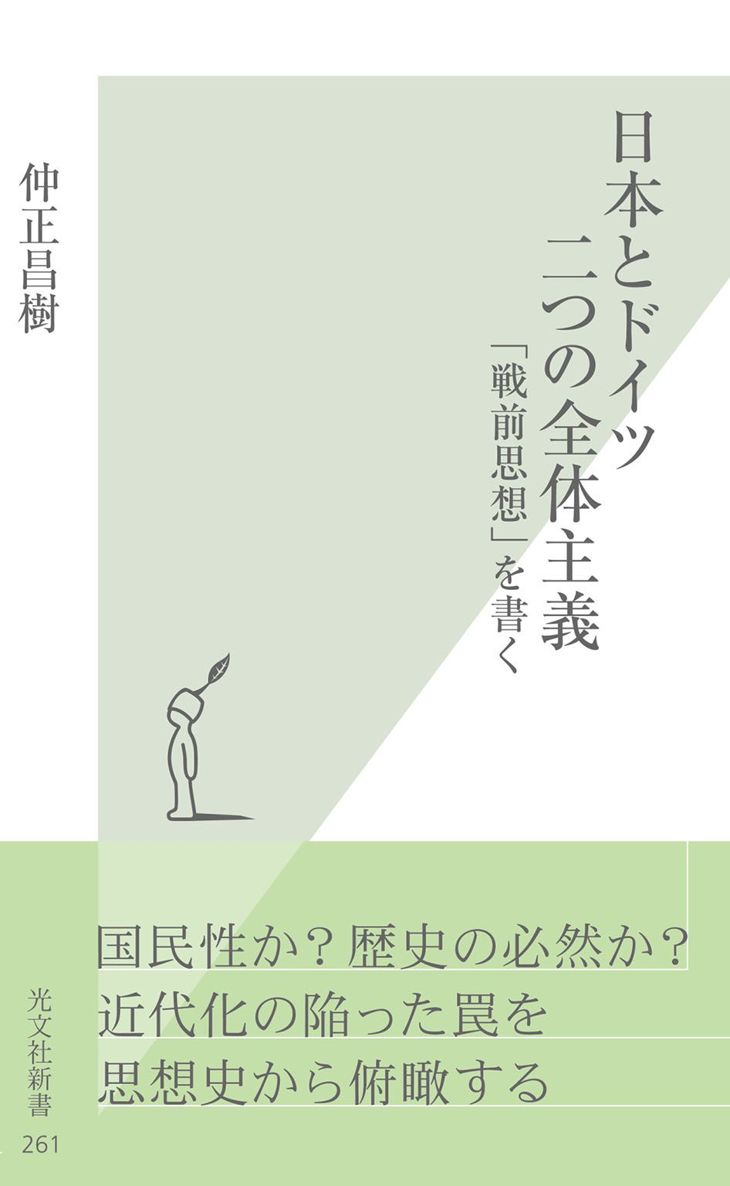 日本とドイツ
二つの全体主義
「戦前思想」を書く
仲正昌樹
国民性か？歴史の必然か？
近代化の陥った罠を
思想史から俯瞰する
光文社新書
261